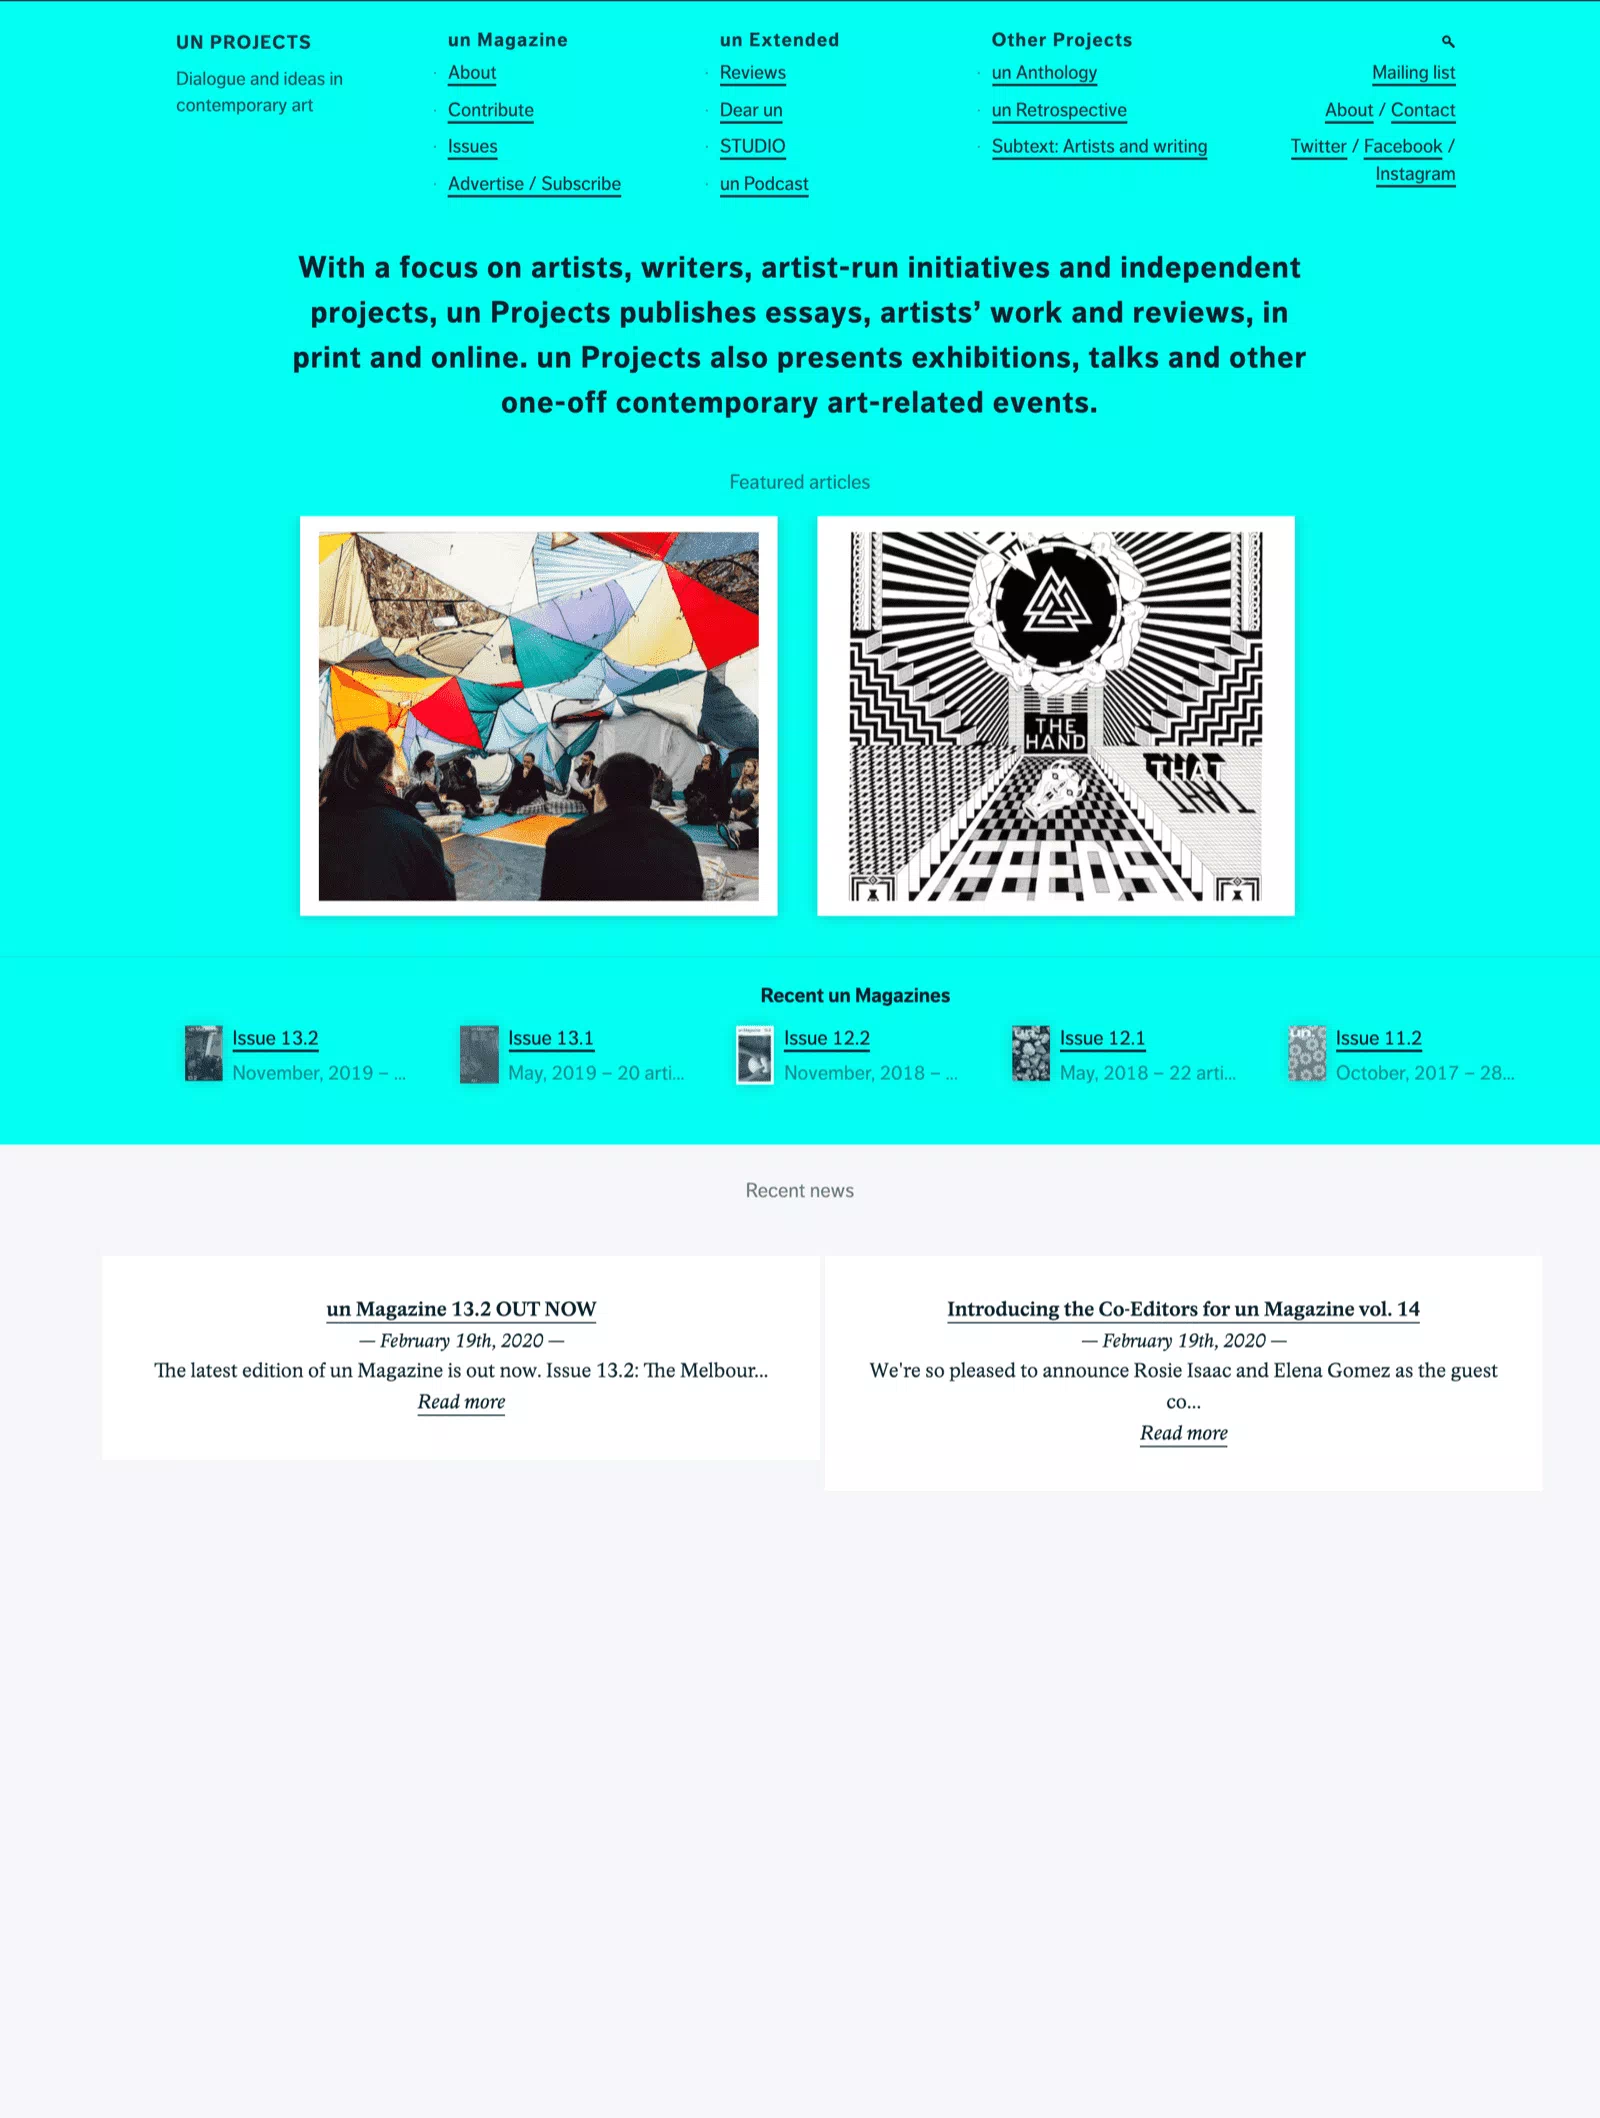 UN PROJECTS
Dialogue and ideas in
contemporary art
un Magazine
About
Contribute
Issues
Advertise / Subscribe
un Extended
Reviews
Dear un
STUDIO
un Podcast
Other Projects
un Anthology
un Retrospective
Subtext: Artists and writing
Mailing list
About / Contact
Twitter / Facebook /
Instagram
With a focus on artists, writers, artist-run initiatives and independent
projects, un Projects publishes essays, artists’ work and reviews, in
print and online. un Projects also presents exhibitions, talks and other
one-off contemporary art-related events.
Featured articles
THE
HAND
THAT
FEEDS
Recent un Magazines
Issue 13.2
November, 2019 – ...
Issue 13.1
May, 2019 – 20 arti...
Issue 12.2
November, 2018 – ...
Issue 12.1
May, 2018 – 22 arti...
un.
Issue 11.2
October, 2017 – 28...
Recent news
un Magazine 13.2 OUT NOW
— February 19th, 2020 —
The latest edition of un Magazine is out now. Issue 13.2: The Melbour...
Read more
Introducing the Co-Editors for un Magazine vol. 14
— February 19th, 2020 —
We're so pleased to announce Rosie Isaac and Elena Gomez as the guest
co...
Read more